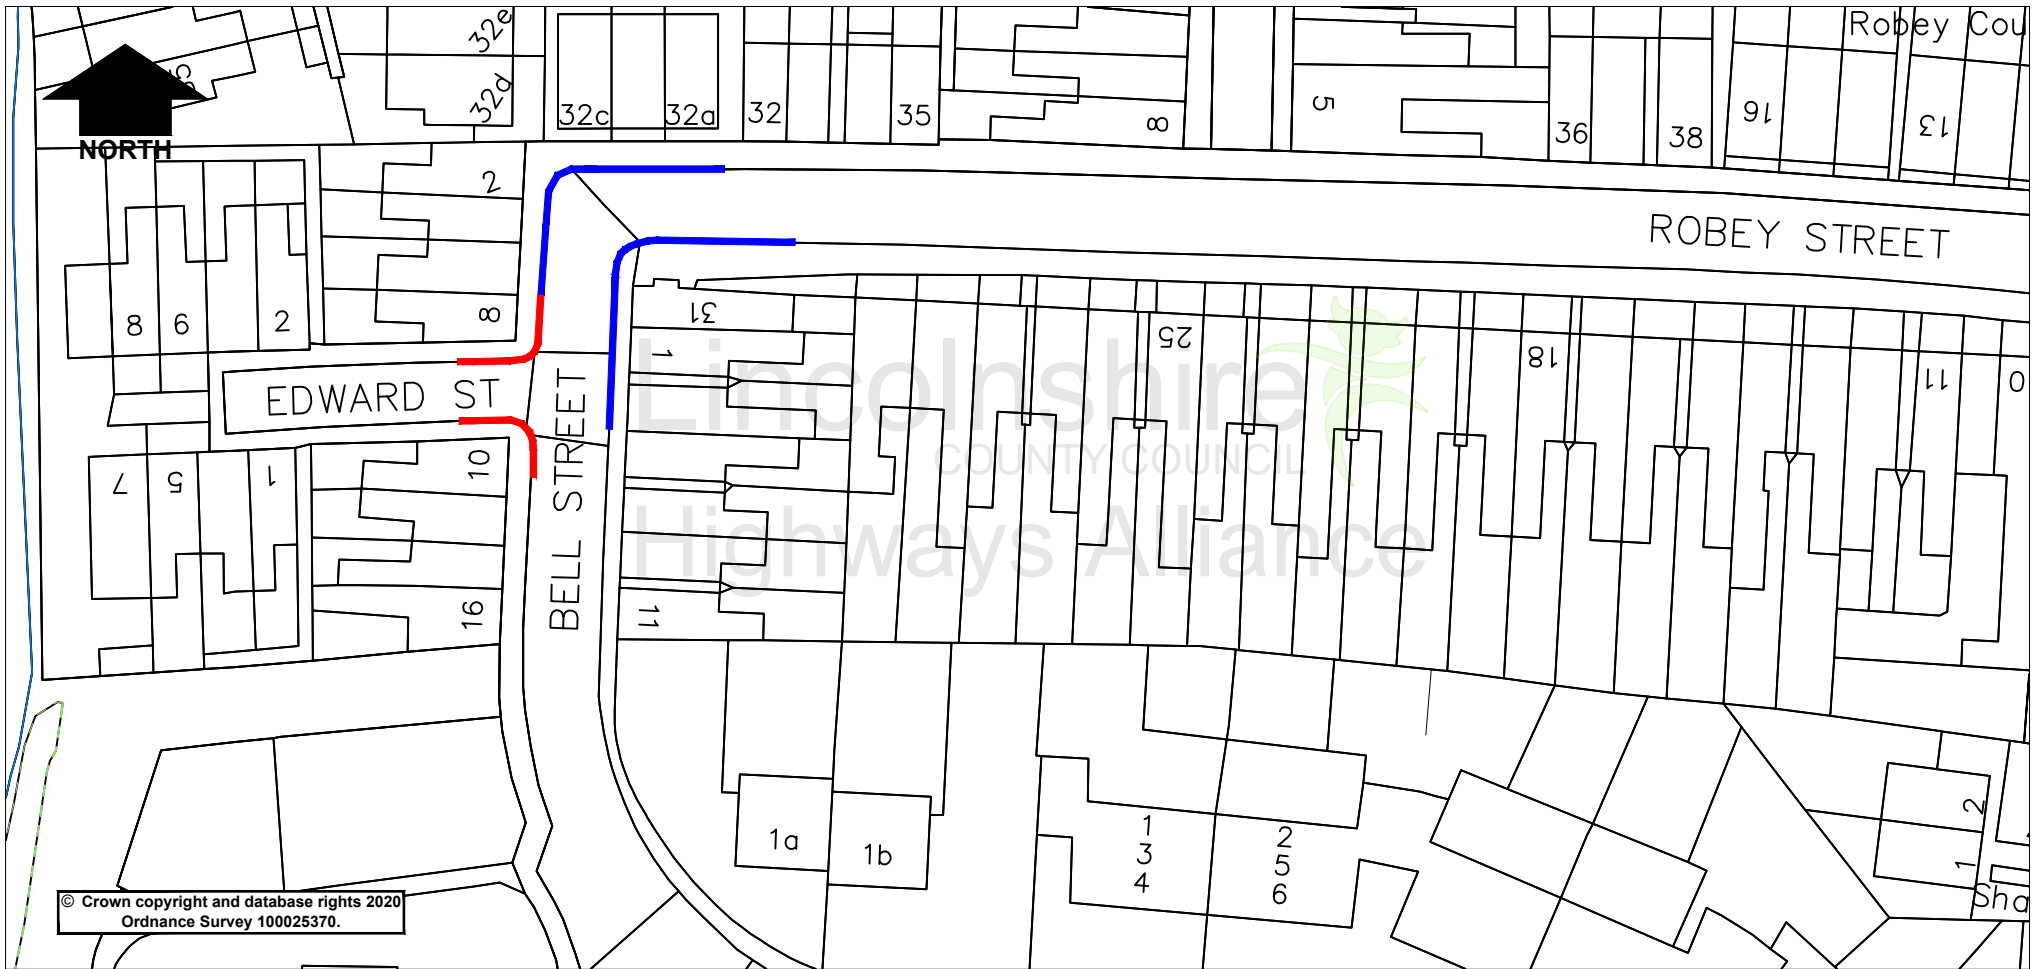 Robey Cou
32e
32d
32c
32a
32
35
8
5
36
38
16
13
NORTH
2
8
8
6
2
ROBEY STREET
31
25
18
11
0
1
EDWARD ST
BELL STREET
Lincolnshire
COUNTY COUNCIL
Highways Alliance
7
5
1
10
16
11
1a
1b
1
3
4
2
5
6
2
1
Sha
© Crown copyright and database rights 2020
Ordnance Survey 100025370.